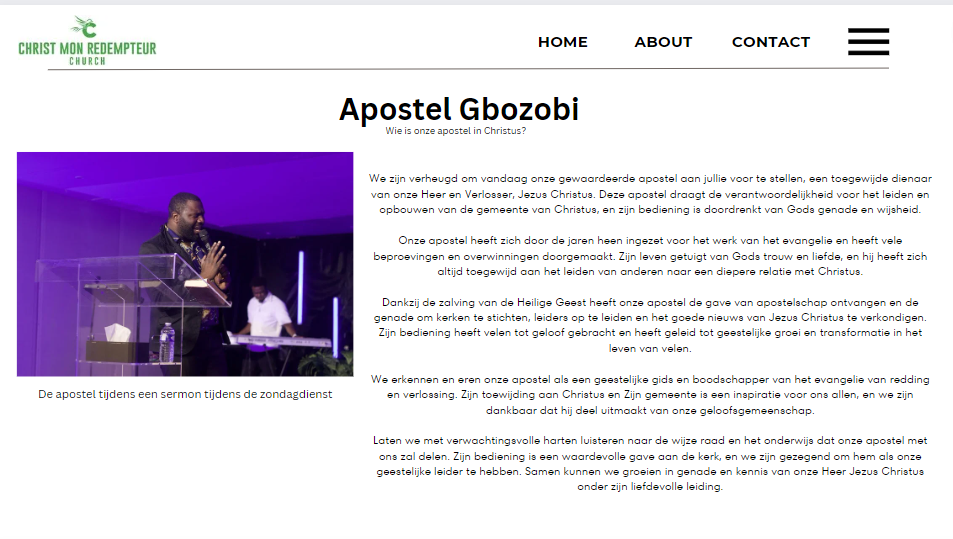 CHRIST MON REDEMPTEUR
CHURCH
HOME ABOUT CONTACT
Apostel Gbozobi
Wie is onze apostel in Christus?
We zijn verheugd om vandaag onze gewaardeerde apostel aan jullie voor te stellen, een toegewijde dienaar
van onze Heer en Verlosser, Jezus Christus. Deze apostel draagt de verantwoordelijkheid voor het leiden en
opbouwen van de gemeente van Christus, en zijn bediening is doordrenkt van Gods genade en wijsheid.
Onze apostel heeft zich door de jaren heen ingezet voor het werk van het evangelie en heeft vele
beproevingen en overwinningen doorgemaakt. Zijn leven getuigt van Gods trouw en liefde, en hij heeft zich
altijd toegewijd aan het leiden van anderen naar een diepere relatie met Christus.
Dankzij de zalving van de Heilige Geest heeft onze apostel de gave van apostelschap ontvangen en de
genade om kerken te stichten, leiders op te leiden en het goede nieuws van Jezus Christus te verkondigen.
Zijn bediening heeft velen tot geloof gebracht en heeft geleid tot geestelijke groei en transformatie in het
leven van velen.
We erkennen en eren onze apostel als een geestelijke gids en boodschapper van het evangelie van redding
en verlossing. Zijn toewijding aan Christus en Zijn gemeente is een inspiratie voor ons allen, en we zijn
dankbaar dat hij deel uitmaakt van onze geloofsgemeenschap.
Laten we met verwachtingsvolle harten luisteren naar de wijze raad en het onderwijs dat onze apostel met
ons zal delen. Zijn bediening is een waardevolle gave aan de kerk, en we zijn gezegend om hem als onze
geestelijke leider te hebben. Samen kunnen we groeien in genade en kennis van onze Heer Jezus Christus
onder zijn liefdevolle leiding.
De apostel tijdens een sermon tijdens de zondagdienst